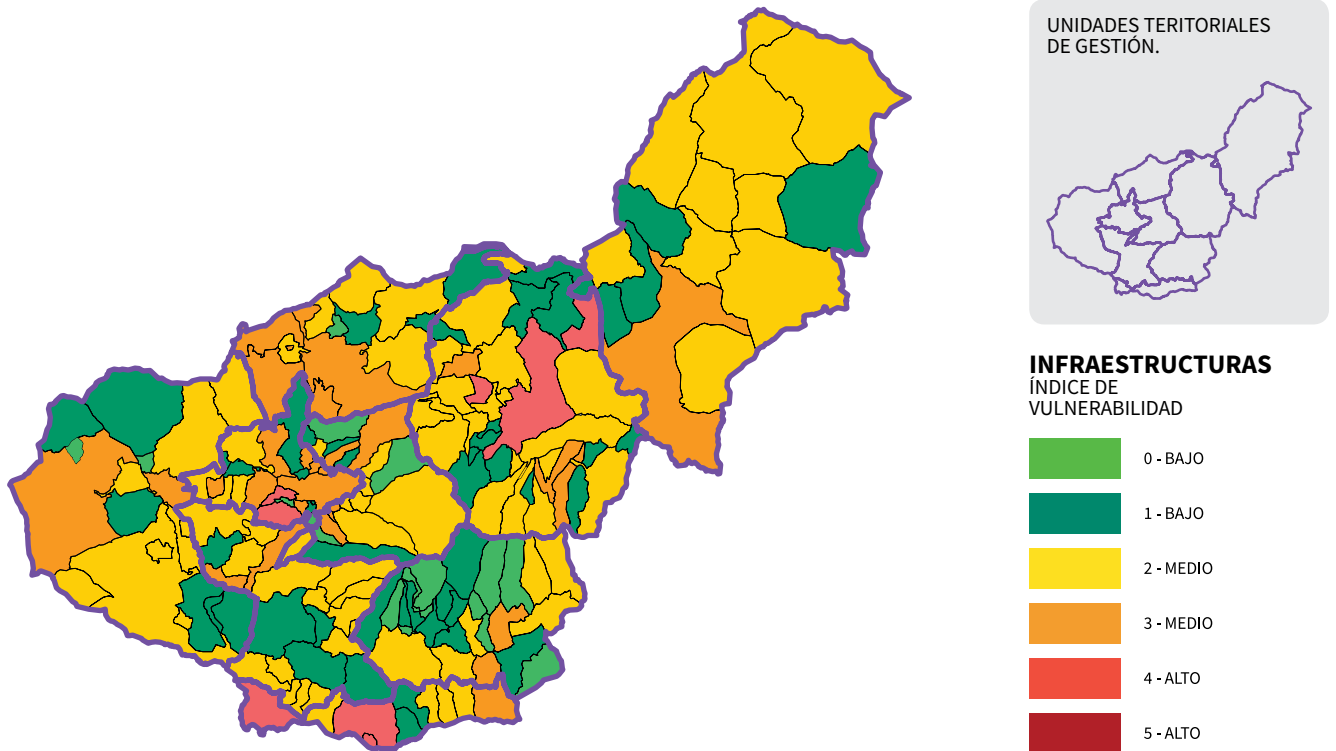 UNIDADES TERITORIALES
DE GESTIÓN.
INFRAESTRUCTURAS
ÍNDICE DE
VULNERABILIDAD
0 - BAJO
1 - BAJO
2 - MEDIO
3 - MEDIO
4 - ALTO
5 - ALTO